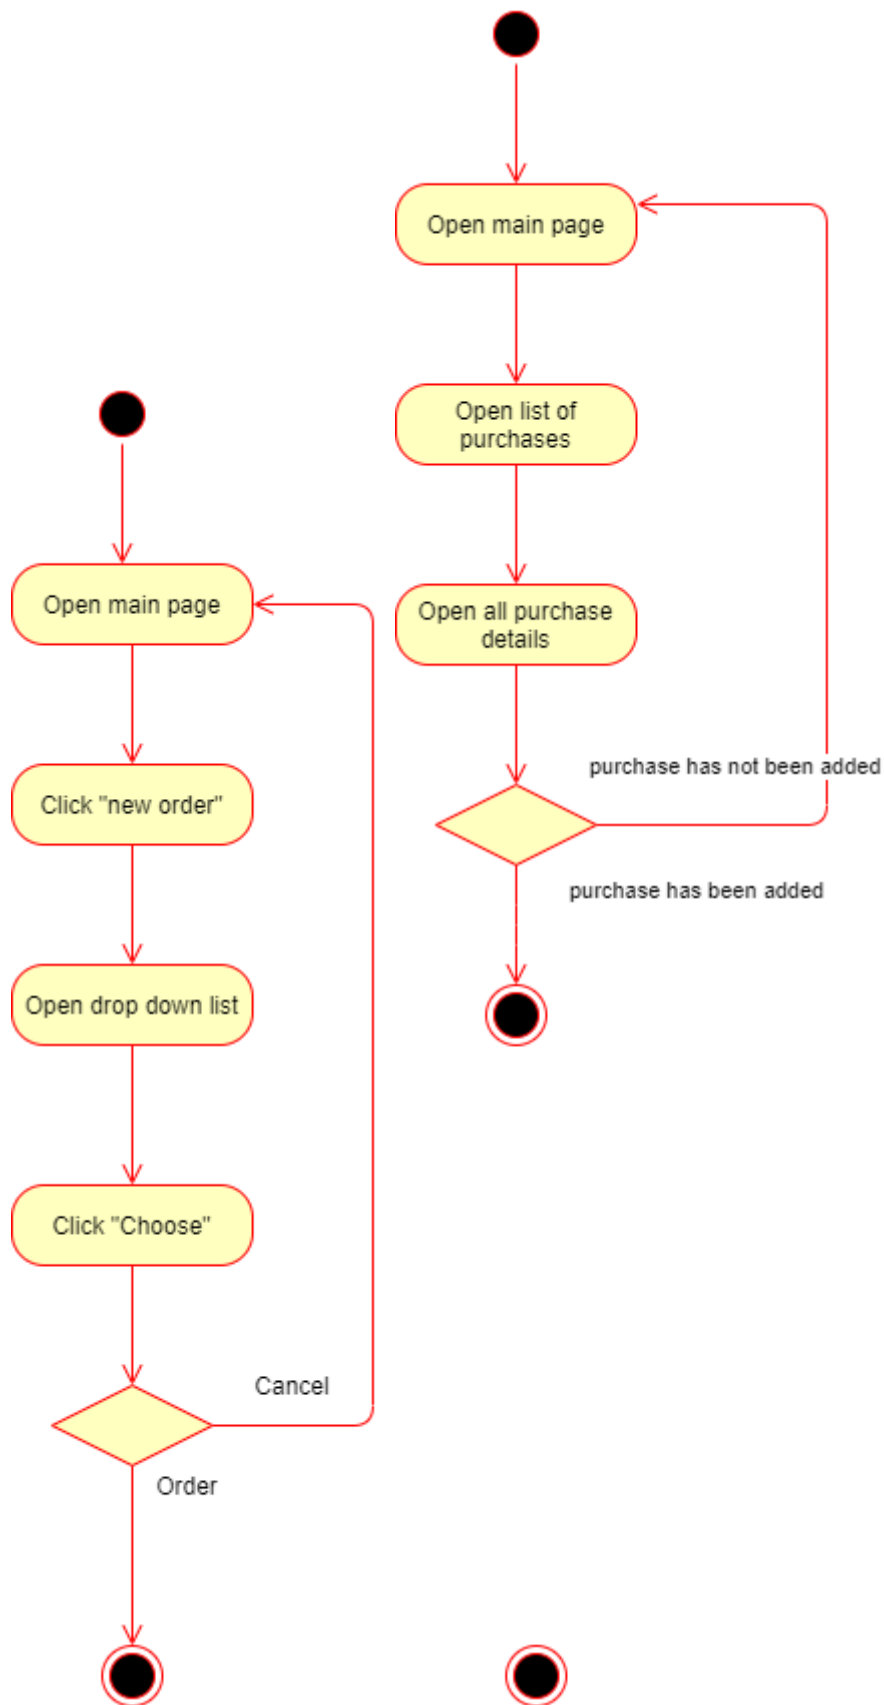 Open main page
Open list of
purchases
Open all purchase
details
purchase has not been added
purchase has been added
Open main page
Click "new order"
Open drop down list
Click "Choose"
Cancel
Order